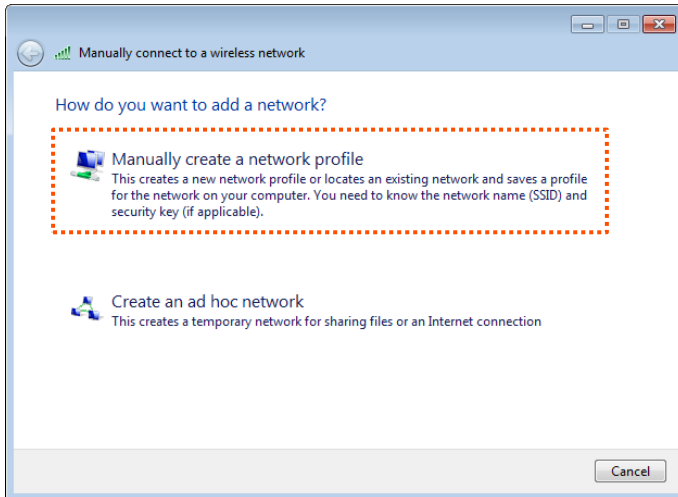 Manually connect to a wireless network
How do you want to add a network?
Manually create a network profile
This creates a new network profile or locates an existing network and saves a profile
for the network on your computer. You need to know the network name (SSID) and
security key (if applicable).
Create an ad hoc network
This creates a temporary network for sharing files or an Internet connection
Cancel